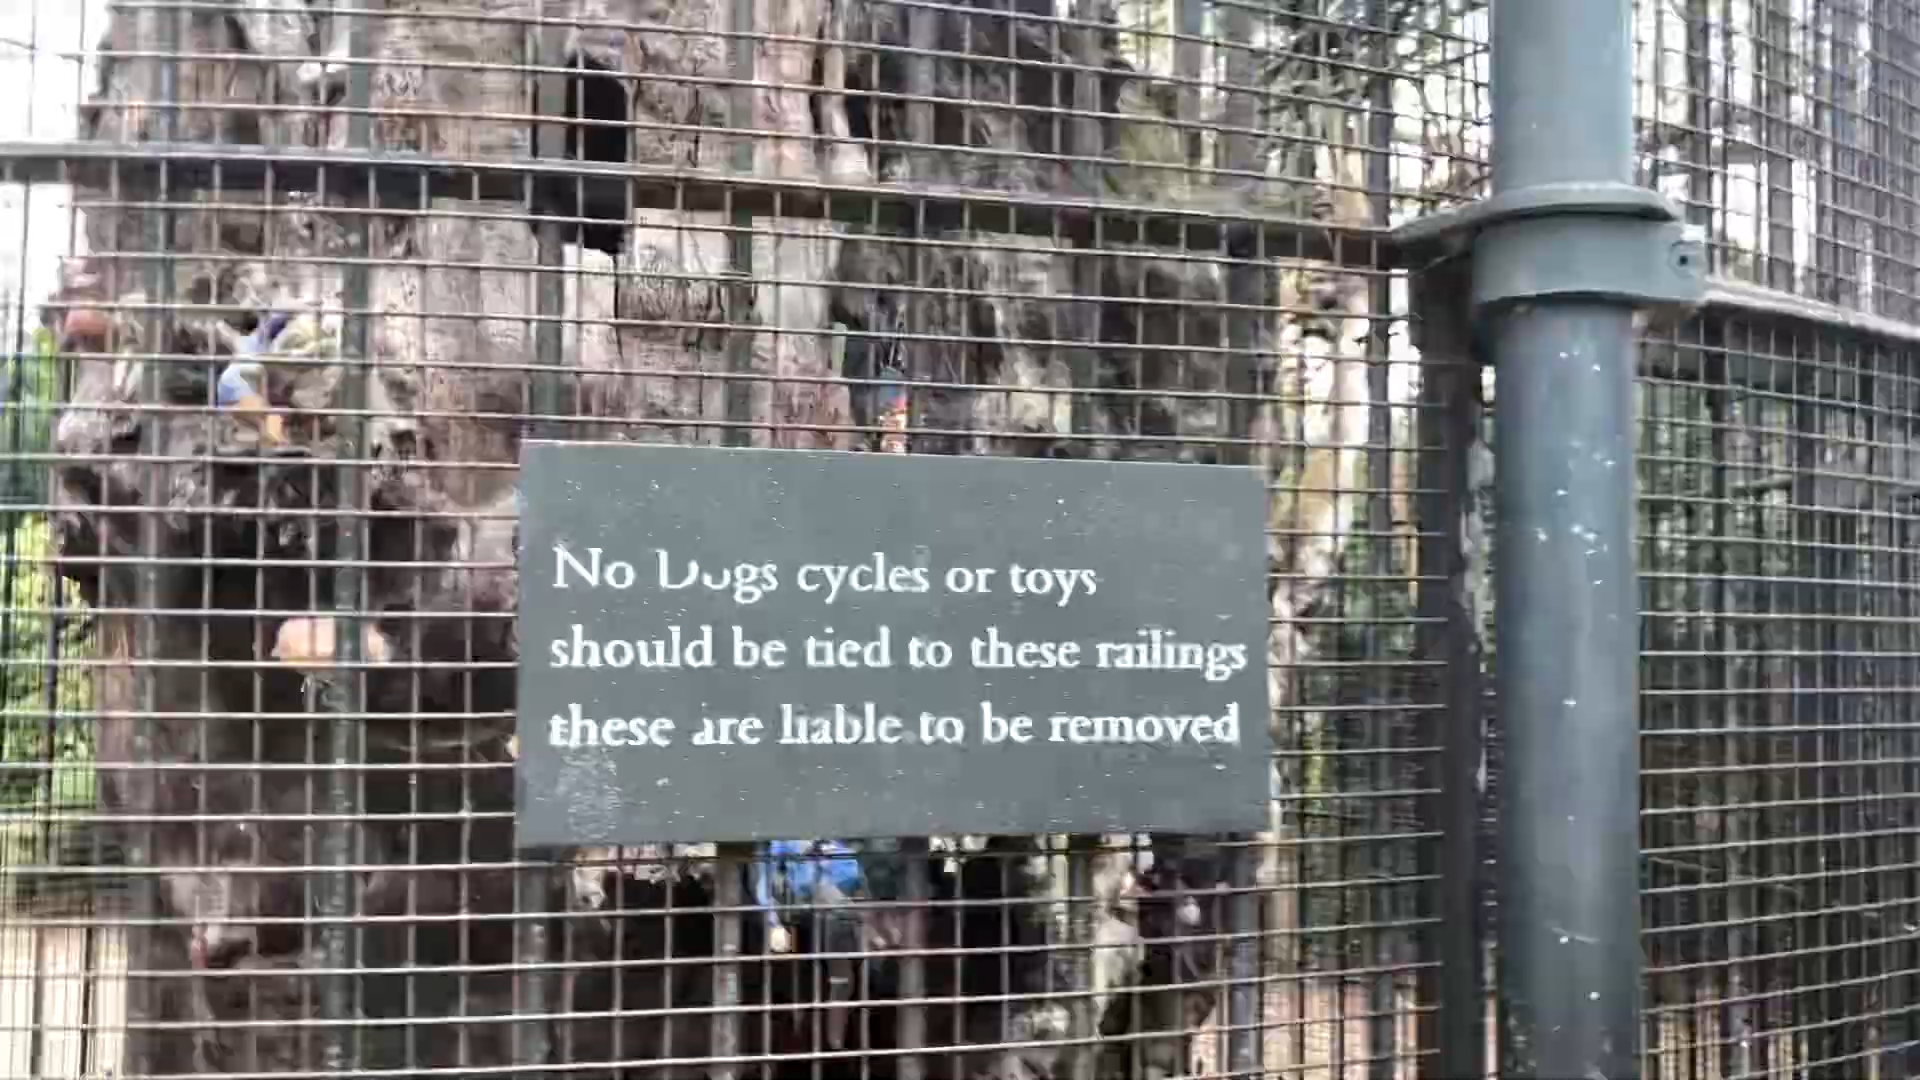 No Dogs cycles or toys
should be tied to these railings
these are liable to be removed